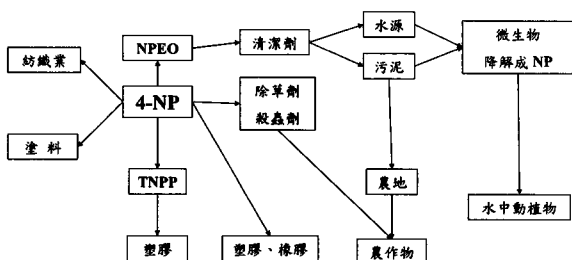 水源
NPEO
清潔劑
微生物
降解成 NP
紡織業
污泥
4-NP
除草劑
殺蟲劑
塗 料
TNPP
農地
水中動植物
塑膠
塑膠、橡膠
農作物